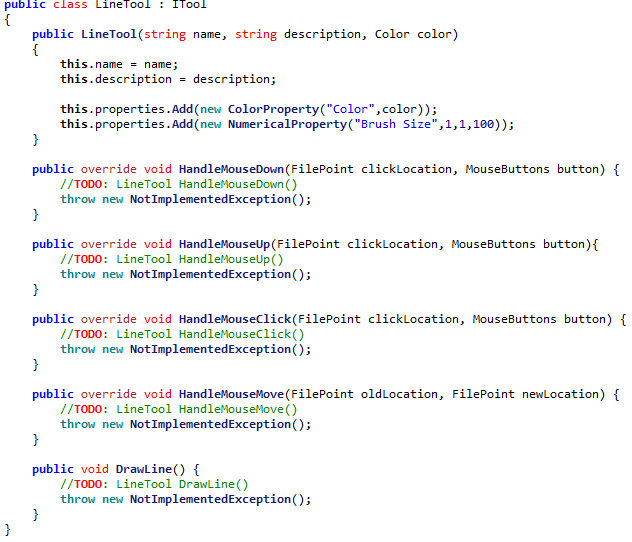 public class LineTool : ITool
{
    public LineTool(string name, string description, Color color)
    {
        this.name = name;
        this.description = description;

        this.properties.Add(new ColorProperty("Color",color));
        this.properties.Add(new NumericalProperty("Brush Size",1,1,100));
    }

    public override void HandleMouseDown(FilePoint clickLocation, MouseButtons button) {
        //TODO: LineTool HandleMouseDown()
        throw new NotImplementedException();
    }

    public override void HandleMouseUp(FilePoint clickLocation, MouseButtons button){
        //TODO: LineTool HandleMouseUp()
        throw new NotImplementedException();
    }

    public override void HandleMouseClick(FilePoint clickLocation, MouseButtons button) {
        //TODO: LineTool HandleMouseClick()
        throw new NotImplementedException();
    }

    public override void HandleMouseMove(FilePoint oldLocation, FilePoint newLocation) {
        //TODO: LineTool HandleMouseMove()
        throw new NotImplementedException();
    }

    public void DrawLine() {
        //TODO: LineTool DrawLine()
        throw new NotImplementedException();
    }
}